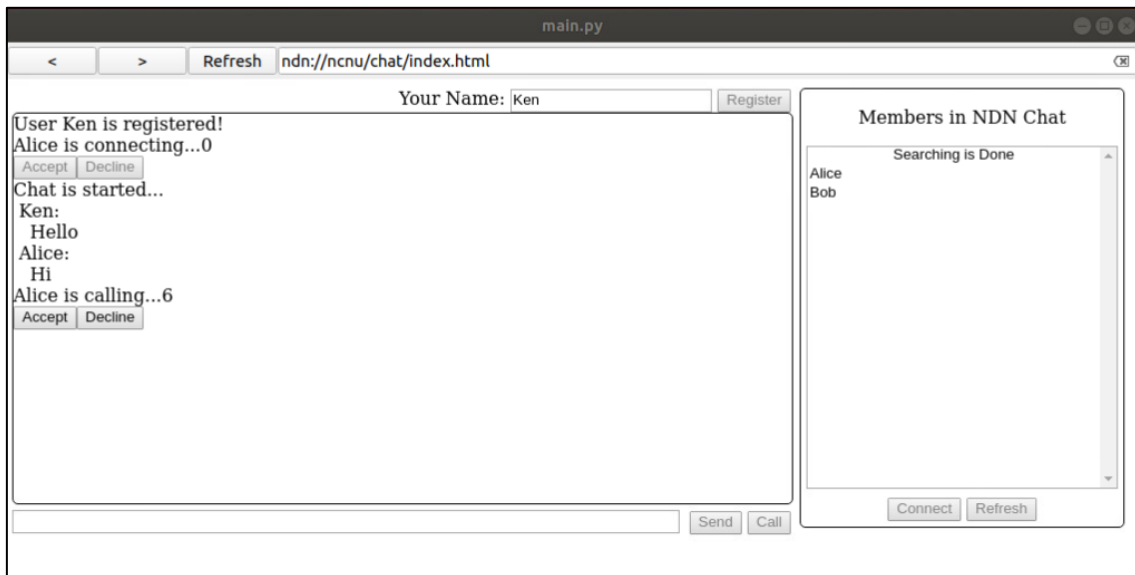 main.py
< > Refresh ndn://ncnu/chat/index.html
Your Name: Ken Register
User Ken is registered!
Alice is connecting...0
Accept Decline
Chat is started...
Ken:
Hello
Alice:
Hi
Alice is calling...6
Accept Decline
Send Call
Members in NDN Chat
Searching is Done
Alice
Bob
Connect Refresh